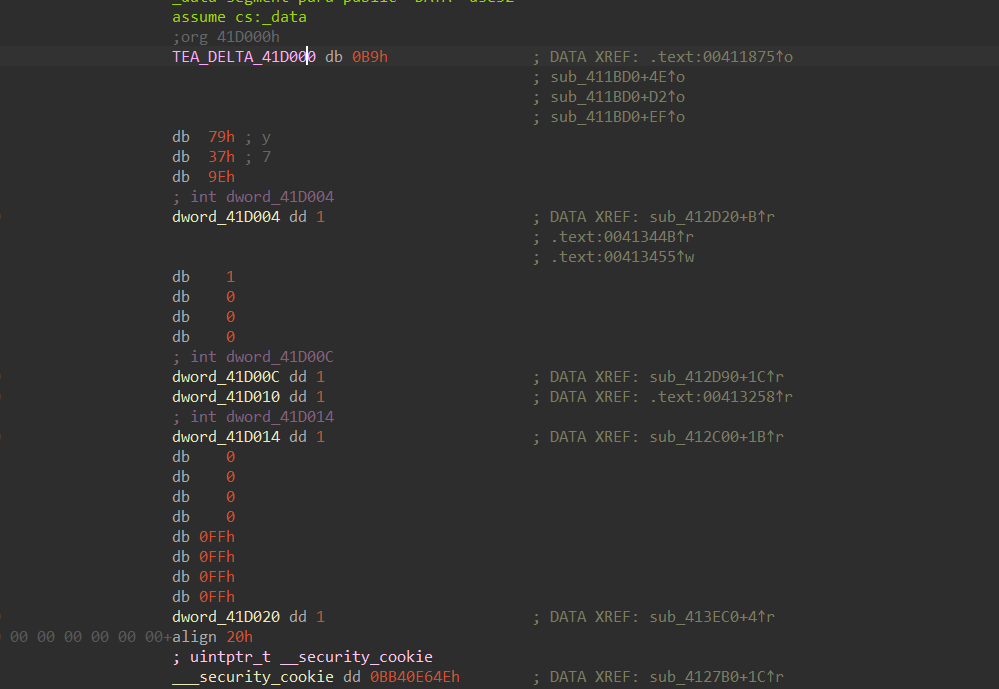 _data segment para public 'DATA' use32
assume cs:_data
;org 41D000h
TEA_DELTA_41D000 db 0B9h ; DATA XREF: .text:00411875↑o
; sub_411BD0+4E↑o
; sub_411BD0+D2↑o
; sub_411BD0+EF↑o
db 79h ; y
db 37h ; 7
db 9Eh
; int dword_41D004
dword_41D004 dd 1 ; DATA XREF: sub_412D20+B↑r
; .text:0041344B↑r
; .text:00413455↑w
db 1
db 0
db 0
db 0
; int dword_41D00C
dword_41D00C dd 1 ; DATA XREF: sub_412D90+1C↑r
dword_41D010 dd 1 ; DATA XREF: .text:00413258↑r
; int dword_41D014
dword_41D014 dd 1 ; DATA XREF: sub_412C00+1B↑r
db 0
db 0
db 0
db 0
db 0FFh
db 0FFh
db 0FFh
db 0FFh
dword_41D020 dd 1 ; DATA XREF: sub_413EC0+4↑r
00 00 00 00 00 00+align 20h
; uintptr_t __security_cookie
___security_cookie dd 0BB40E64Eh ; DATA XREF: sub_4127B0+1C↑r